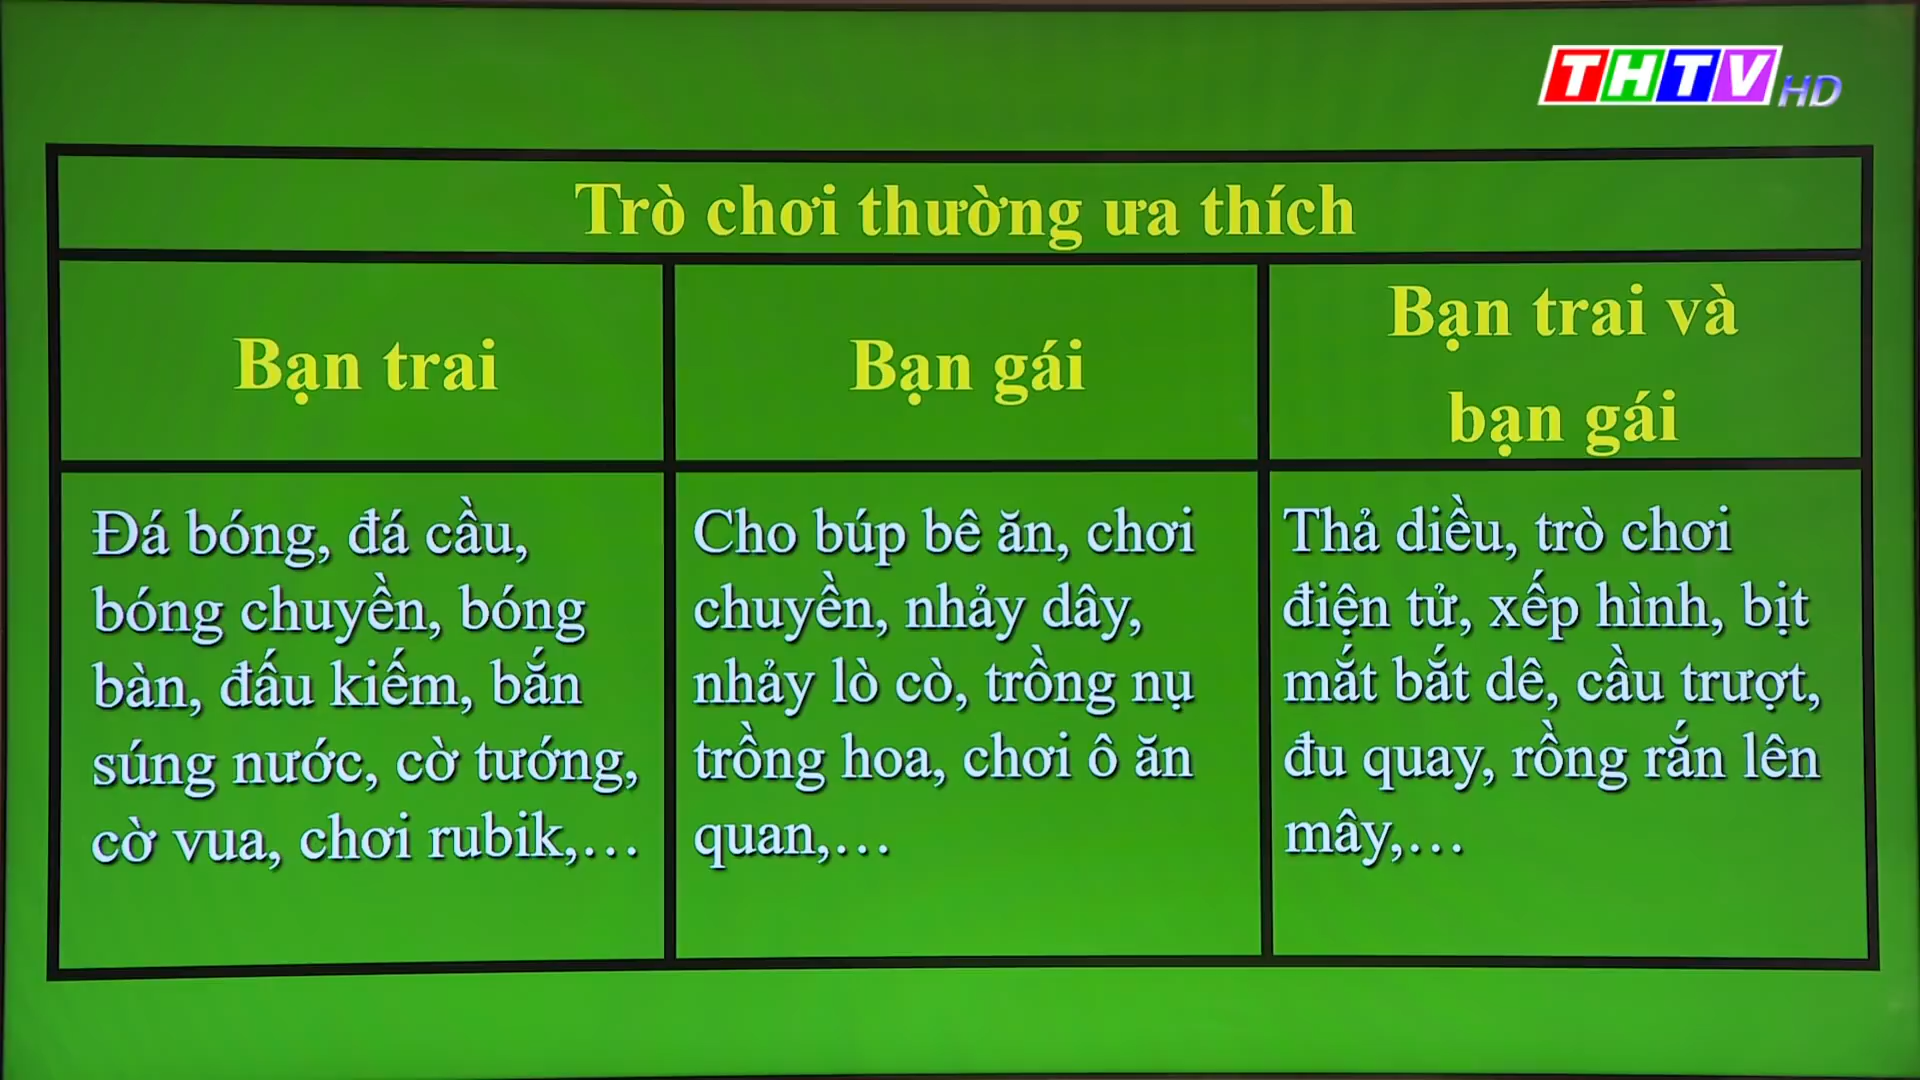 THTV HD
Trò chơi thường ưa thích
Bạn trai
Bạn gái
Bạn trai và
bạn gái
Đá bóng, đá cầu,
bóng chuyền, bóng
bàn, đấu kiếm, bắn
súng nước, cờ tướng,
cờ vua, chơi rubik,…
Cho búp bê ăn, chơi
chuyền, nhảy dây,
nhảy lò cò, trồng nụ
trồng hoa, chơi ô ăn
quan,…
Thả diều, trò chơi
điện tử, xếp hình, bịt
mắt bắt dê, cầu trượt,
đu quay, rồng rắn lên
mây,…